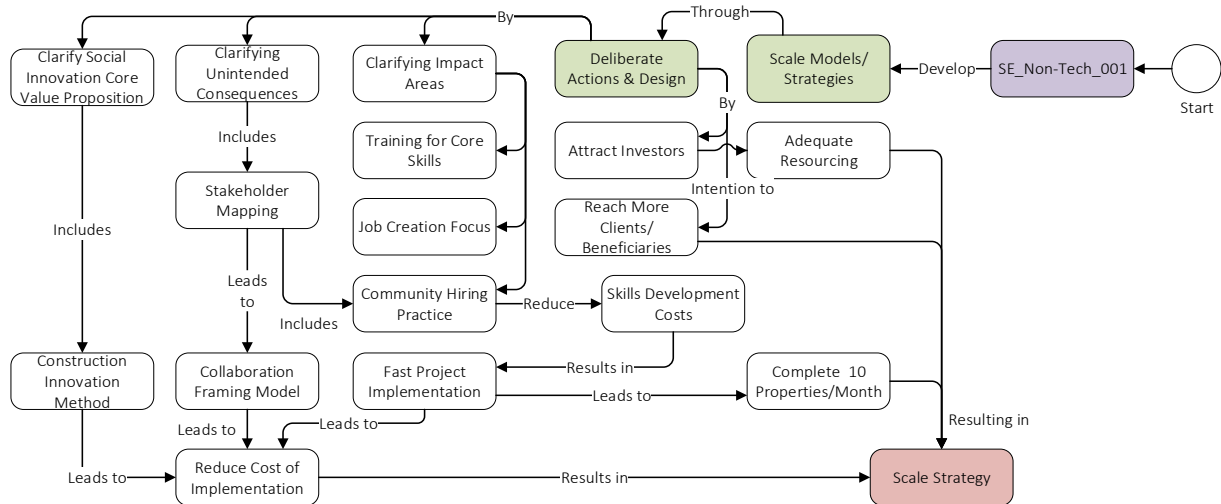 By
Through
Clarify Social
Innovation Core
Value Proposition
Clarifying
Unintended
Consequences
Clarifying Impact
Areas
Deliberate
Actions & Design
Scale Models/
Strategies
Develop
SE_Non-Tech_001
Start
By
Includes
Training for Core
Skills
Attract Investors
Adequate
Resourcing
Stakeholder
Mapping
Intention to
Includes
Job Creation Focus
Reach More
Clients/
Beneficiaries
Leads
to
Includes
Community Hiring
Practice
Reduce
Skills Development
Costs
Construction
Innovation
Method
Collaboration
Framing Model
Fast Project
Implementation
Results in
Leads to
Complete 10
Properties/Month
Leads to
Leads to
Resulting in
Leads to
Reduce Cost of
Implementation
Results in
Scale Strategy